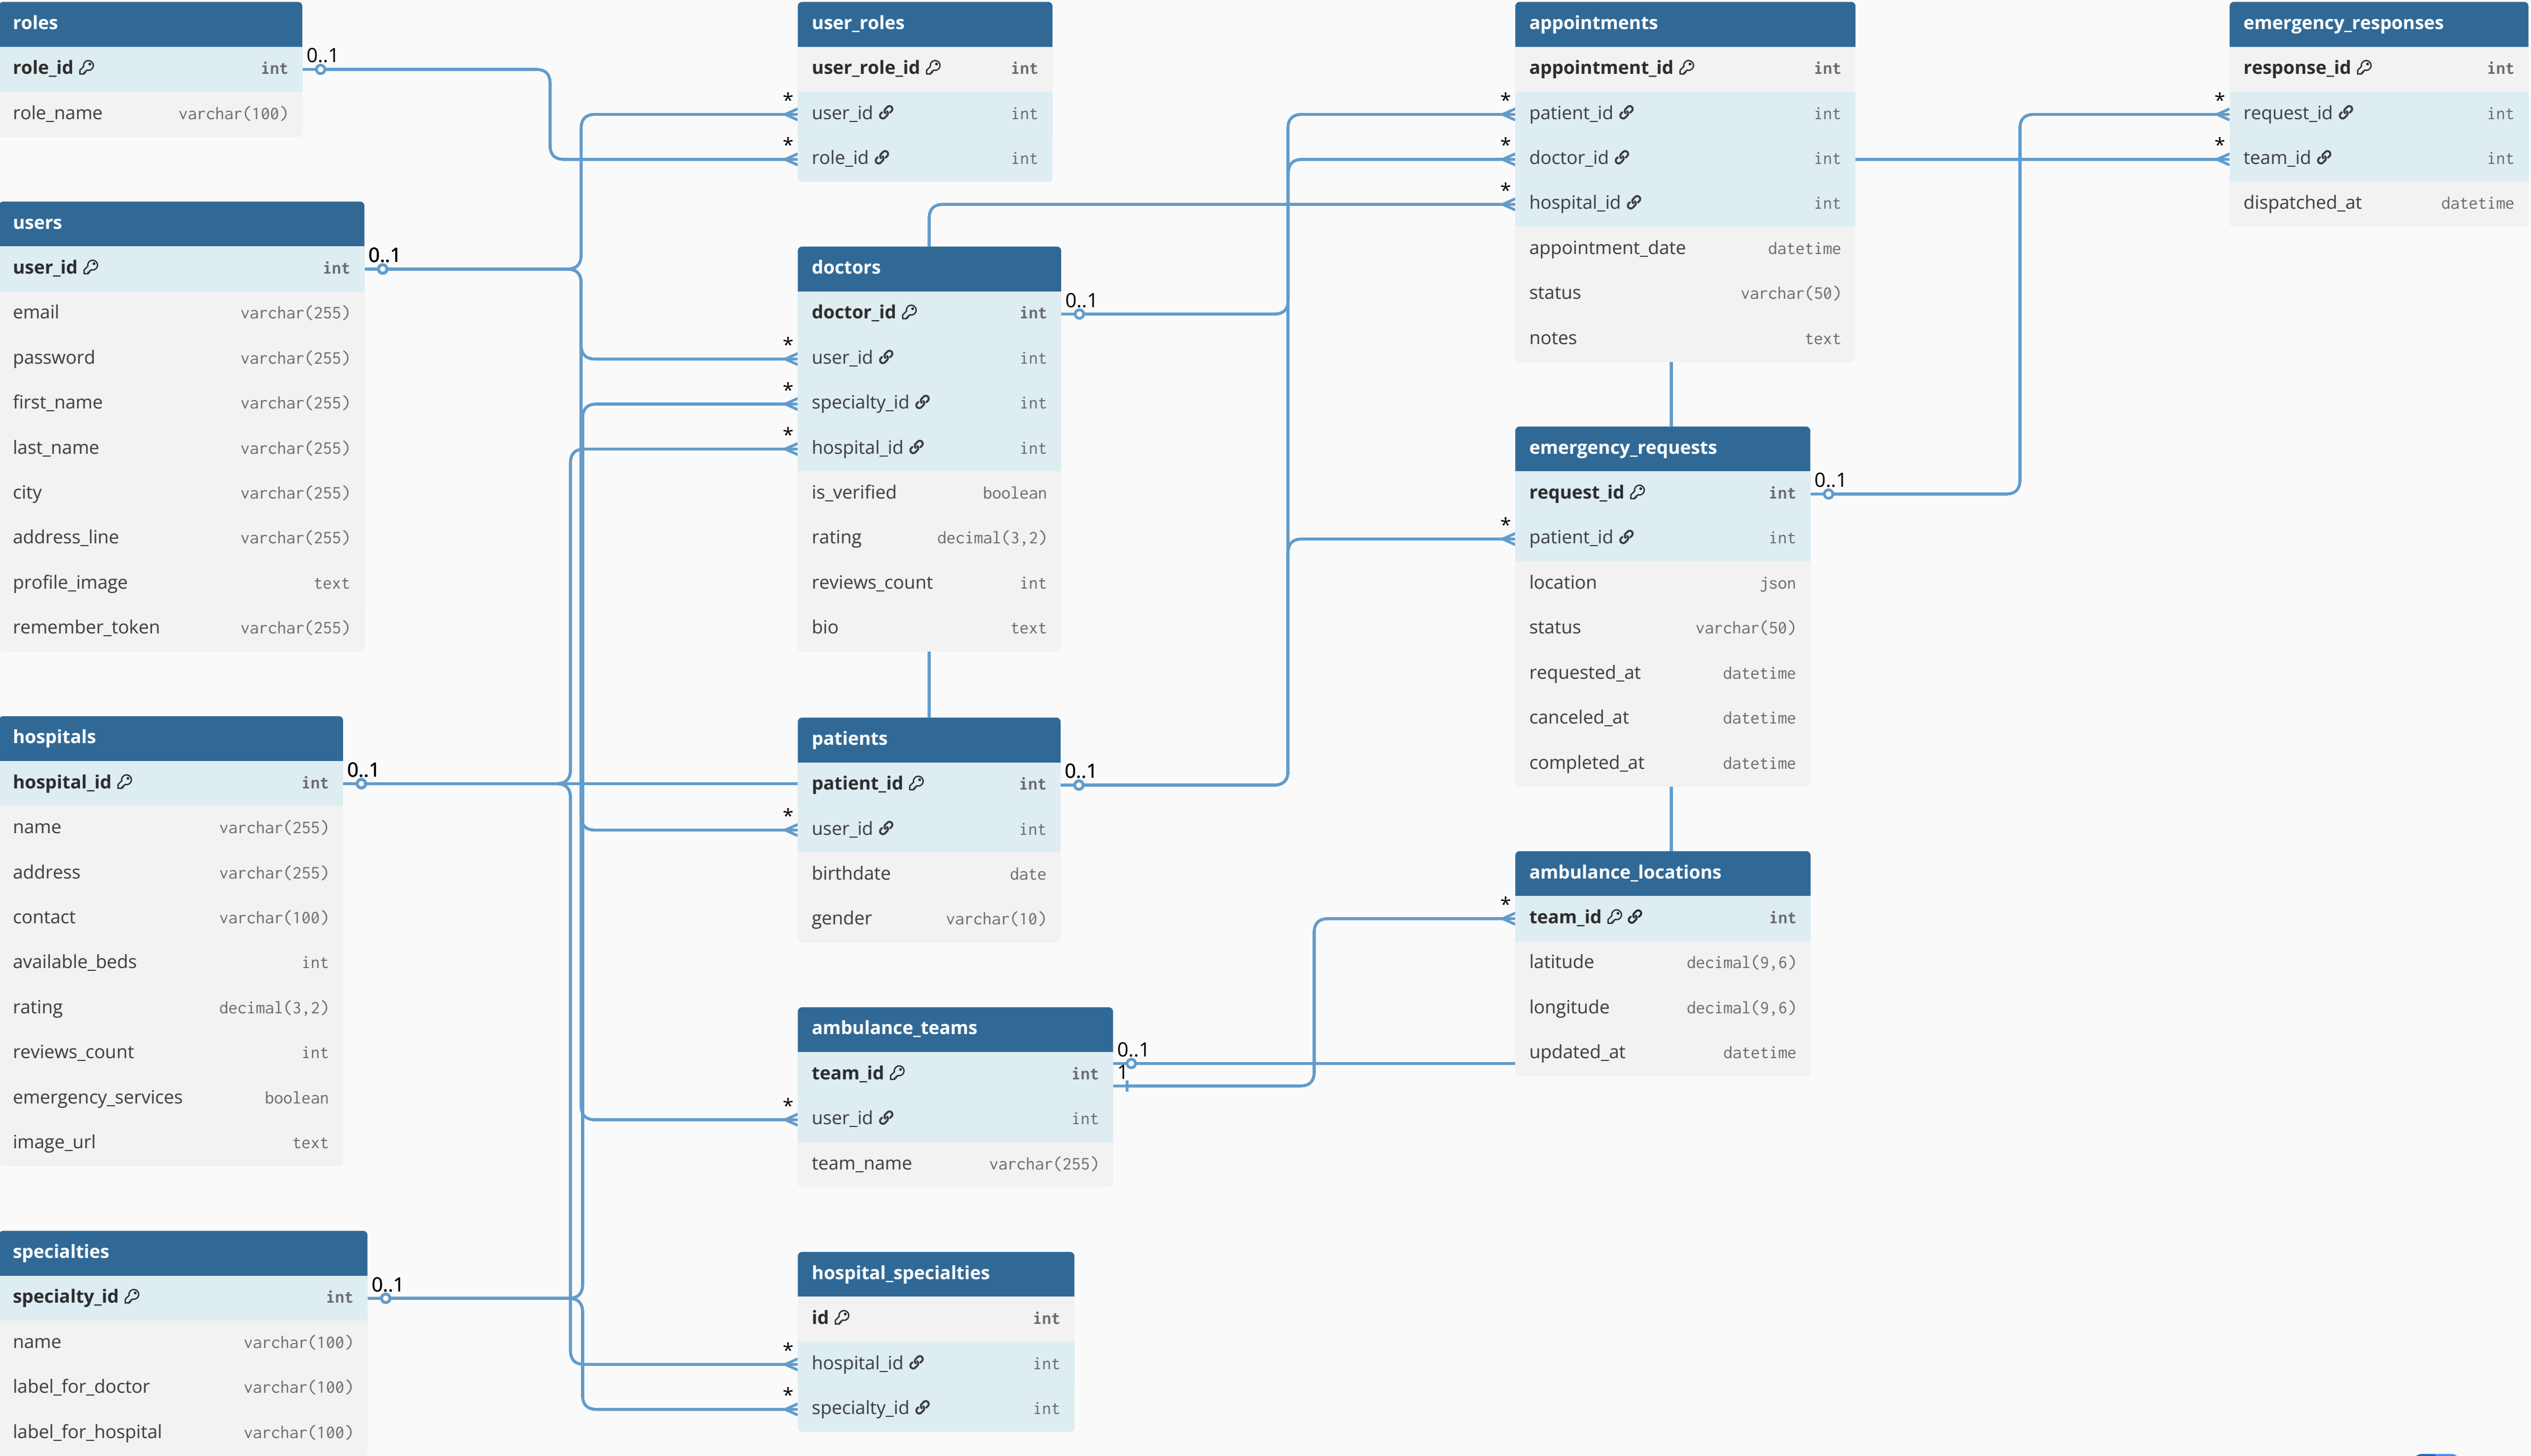 roles
role_id int
role_name varchar(100)
0..1
users
user_id int
email varchar(255)
password varchar(255)
first_name varchar(255)
last_name varchar(255)
city varchar(255)
address_line varchar(255)
profile_image text
remember_token varchar(255)
0..1
hospitals
hospital_id int
name varchar(255)
address varchar(255)
contact varchar(100)
available_beds int
rating decimal(3,2)
reviews_count int
emergency_services boolean
image_url text
0..1
specialties
specialty_id int
name varchar(100)
label_for_doctor varchar(100)
label_for_hospital varchar(100)
0..1
user_roles
user_role_id int
* user_id int
* role_id int
doctors
doctor_id int
* user_id int
* specialty_id int
* hospital_id int
is_verified boolean
rating decimal(3,2)
reviews_count int
bio text
0..1
patients
patient_id int
* user_id int
birthdate date
gender varchar(10)
0..1
ambulance_teams
team_id int
* user_id int
team_name varchar(255)
0..1
1
hospital_specialties
id int
* hospital_id int
* specialty_id int
appointments
appointment_id int
* patient_id int
* doctor_id int
* hospital_id int
appointment_date datetime
status varchar(50)
notes text
emergency_requests
request_id int
* patient_id int
location json
status varchar(50)
requested_at datetime
canceled_at datetime
completed_at datetime
0..1
ambulance_locations
* team_id int
latitude decimal(9,6)
longitude decimal(9,6)
updated_at datetime
emergency_responses
response_id int
* request_id int
* team_id int
dispatched_at datetime